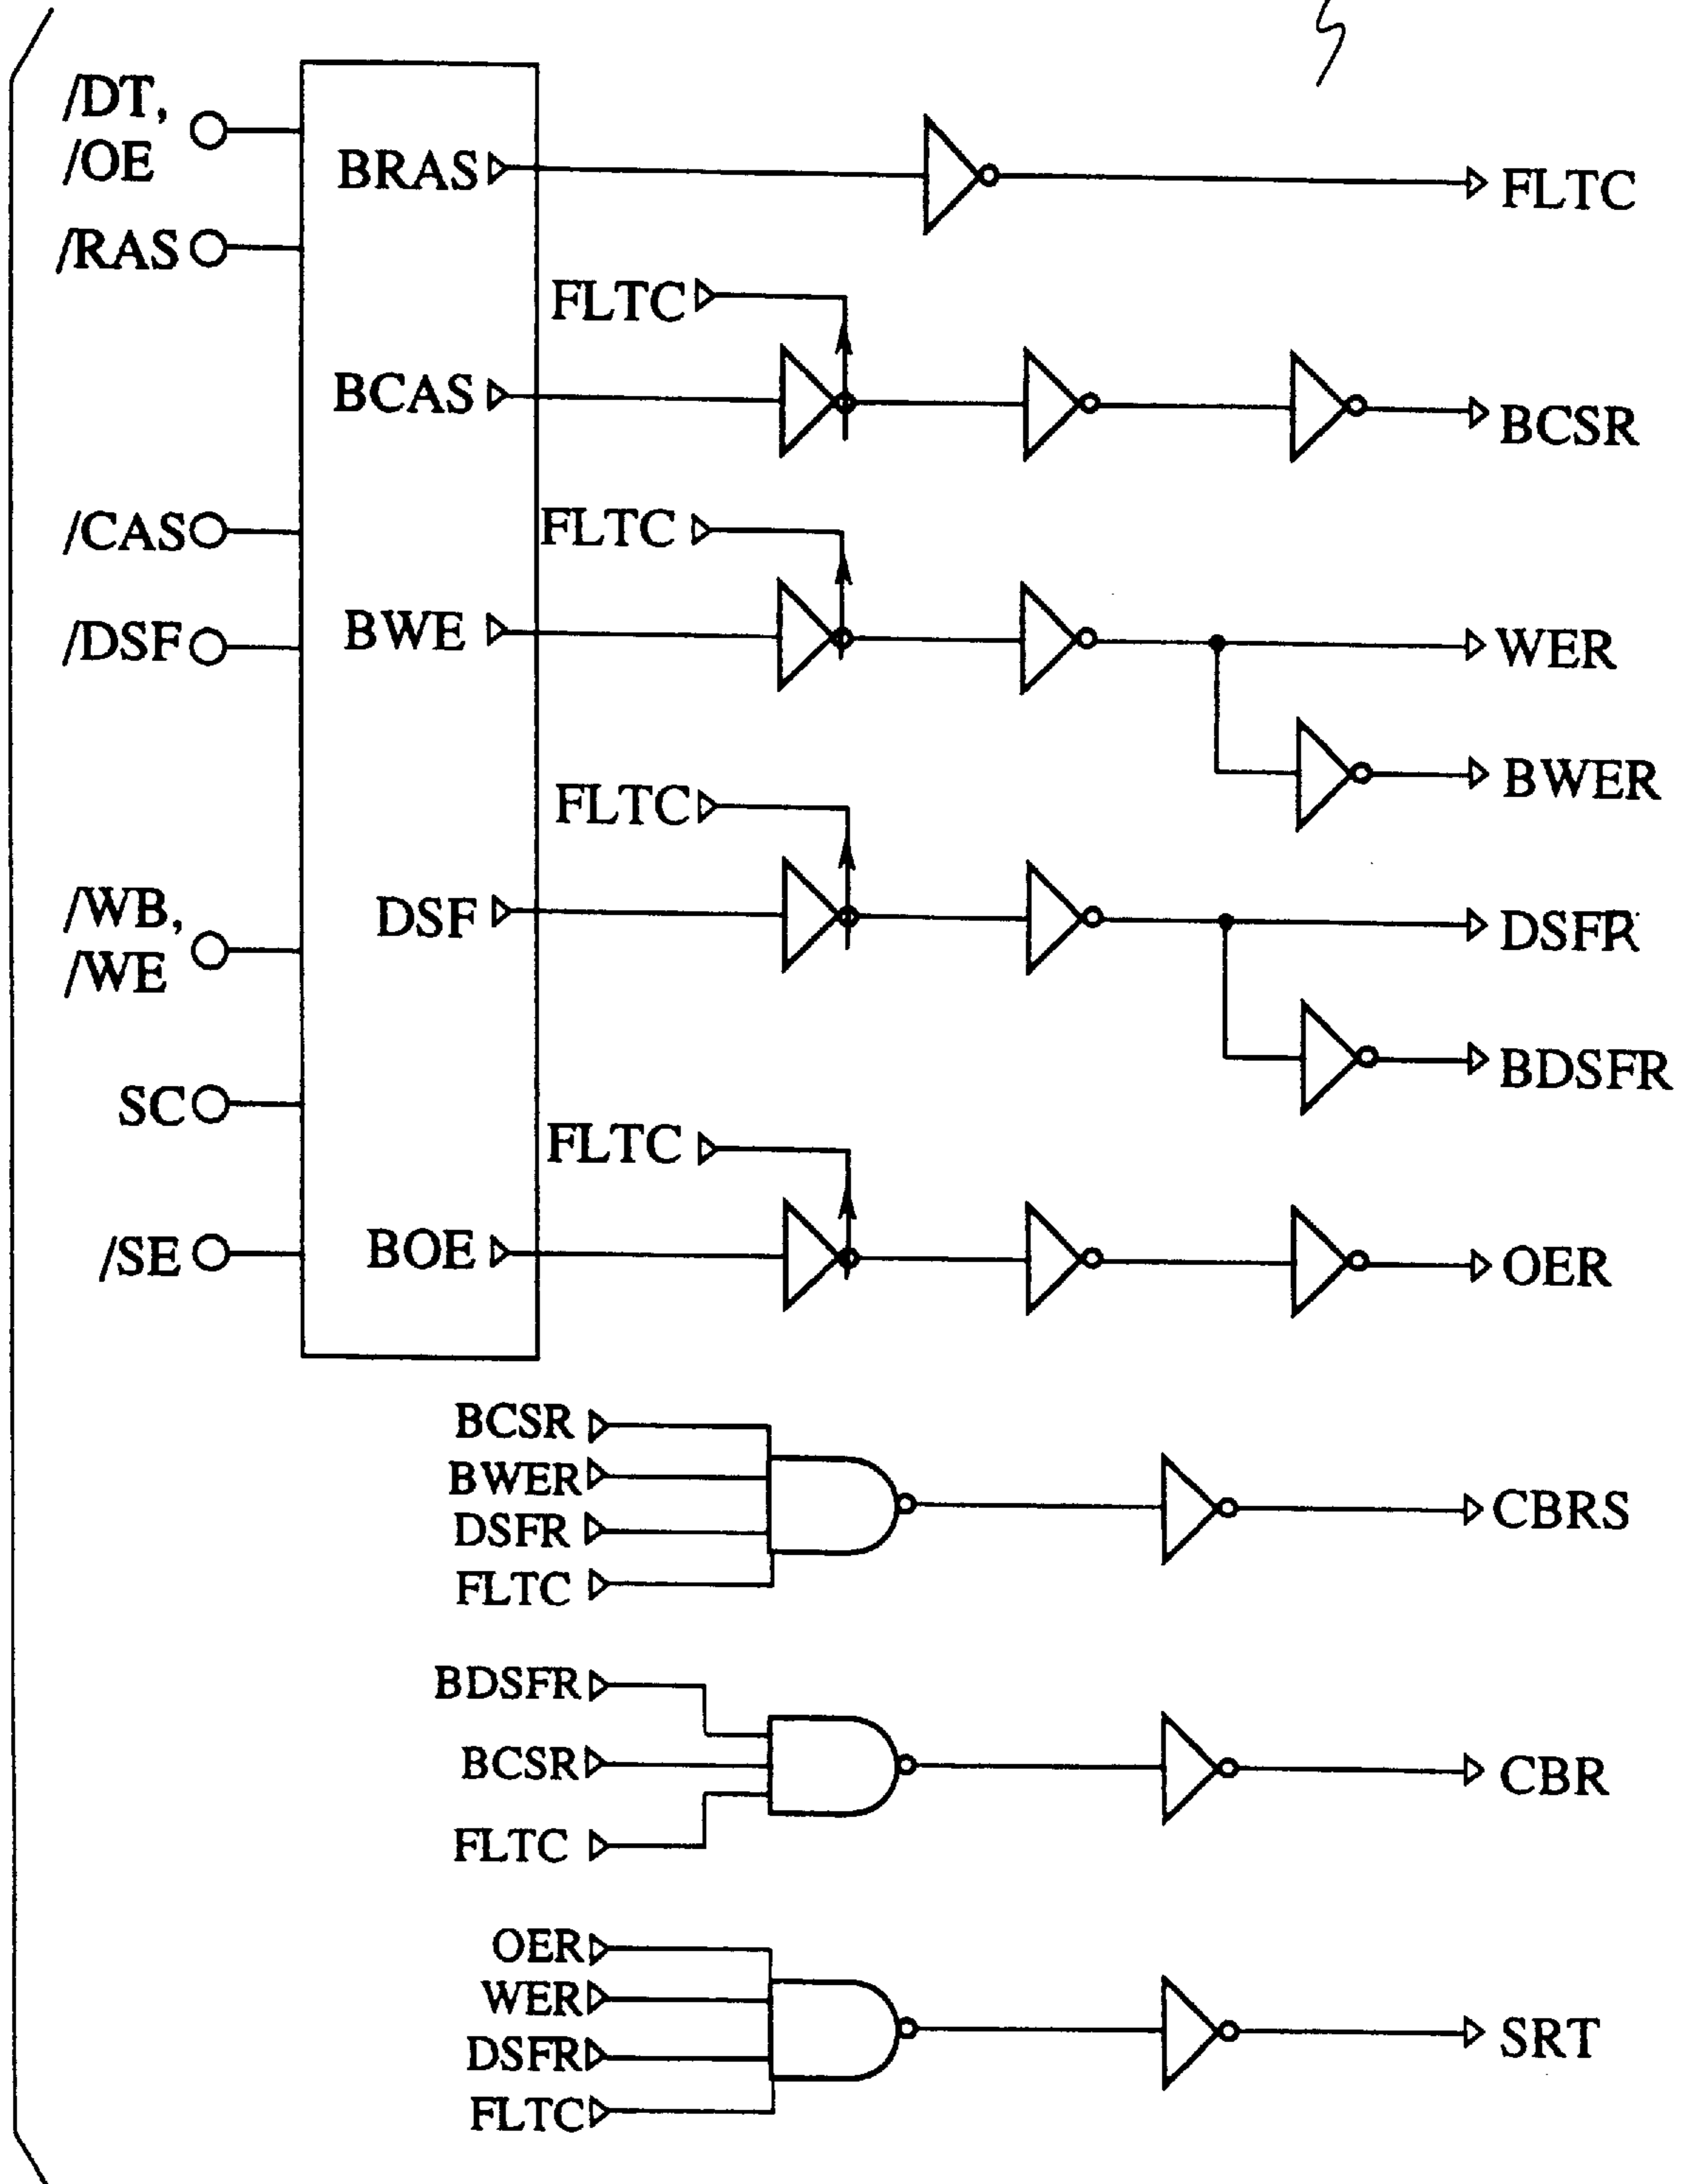 /DT,
/OE
/RAS
/CAS
/DSF
/WB,
/WE
SC
/SE
BRAS
BCAS
BWE
DSF
BOE
FLTC
FLTC
BCSR
FLTC
WER
BWER
FLTC
DSFR
BDSFR
FLTC
OER
BCSR
BWER
DSFR
FLTC
CBRS
BDSFR
BCSR
FLTC
CBR
OER
WER
DSFR
FLTC
SRT